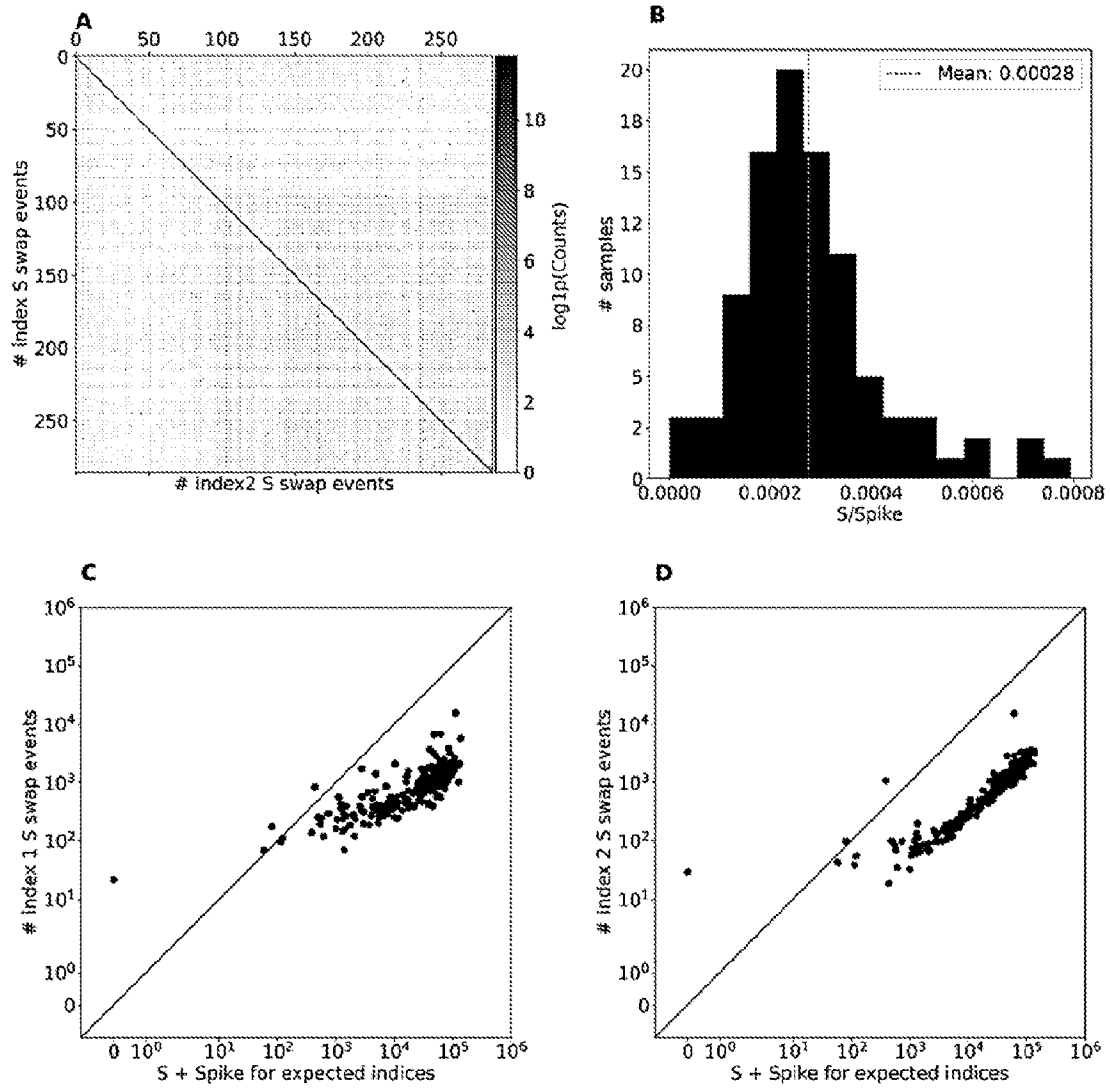 A
0 50 100 150 200 250
0
50
100
150
200
250
# index S swap events
# index2 S swap events
10
8
6
4
2
0
log1p(Counts)
B
Mean: 0.00028
20
18
15
12
10
8
5
2
0
# samples
0.0000 0.0002 0.0004 0.0006 0.0008
S/Spike
C
10⁶
10⁵
10⁴
10³
10²
10¹
10⁰
0
# index 1 S swap events
0 10⁰ 10¹ 10² 10³ 10⁴ 10⁵ 10⁶
S + Spike for expected indices
D
10⁶
10⁵
10⁴
10³
10²
10¹
10⁰
0
# index 2 S swap events
0 10⁰ 10¹ 10² 10³ 10⁴ 10⁵ 10⁶
S + Spike for expected indices